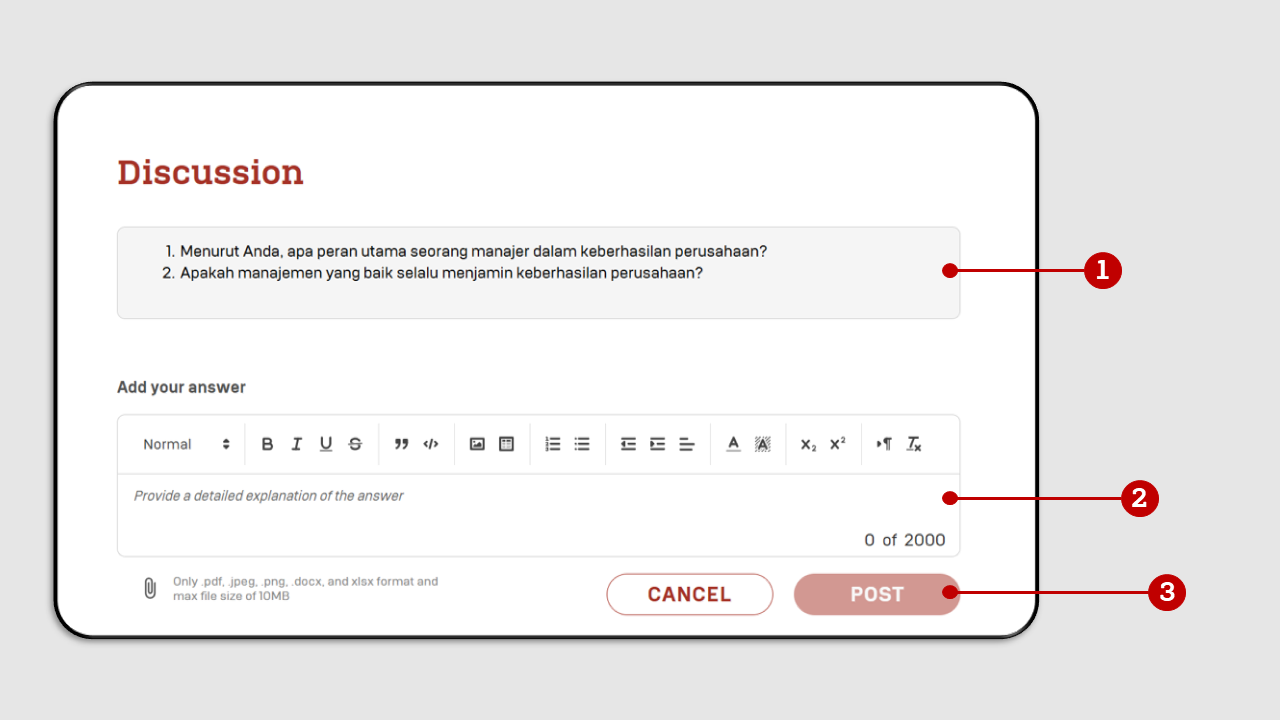 Discussion
1. Menurut Anda, apa peran utama seorang manajer dalam keberhasilan perusahaan?
2. Apakah manajemen yang baik selalu menjamin keberhasilan perusahaan?
1
Add your answer
Normal
Provide a detailed explanation of the answer
2
0 of 2000
Only .pdf, .jpeg, .png, .docx, and xlsx format and
max file size of 10MB
CANCEL
POST
3